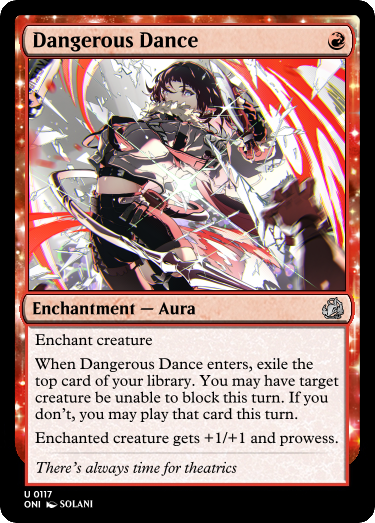 Dangerous Dance
Enchantment — Aura
Enchant creature
When Dangerous Dance enters, exile the
top card of your library. You may have target
creature be unable to block this turn. If you
don't, you may play that card this turn.
Enchanted creature gets +1/+1 and prowess.
There's always time for theatrics
U 0117
ONI SOLANI